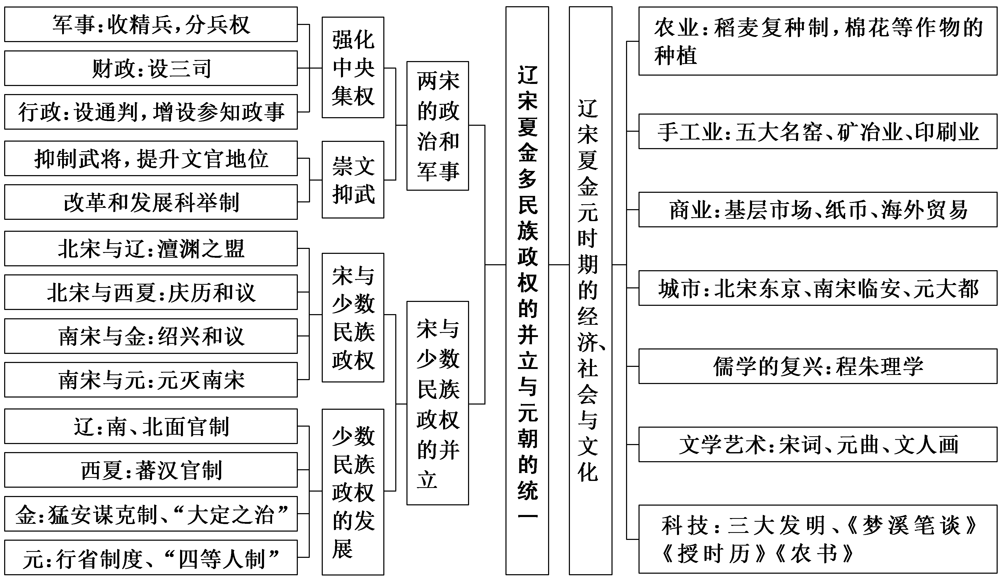 军事：收精兵，分兵权
财政：设三司
行政：设通判，增设参知政事
抑制武将，提升文官地位
改革和发展科举制
北宋与辽：澶渊之盟
北宋与西夏：庆历和议
南宋与金：绍兴和议
南宋与元：元灭南宋
辽：南、北面官制
西夏：蕃汉官制
金：猛安谋克制、“大定之治”
元：行省制度、“四等人制”
强化
中央
集权
崇文
抑武
宋与
少数
民族
政权
少数
民族
政权
的发
展
两宋
的政
治和
军事
宋与
少数
民族
政权
的并
立
辽宋夏金多民族政权的并立与元朝的统一
辽宋夏金元时期的经济、社会与文化
农业：稻麦复种制，棉花等作物的
种植
手工业：五大名窑、矿冶业、印刷业
商业：基层市场、纸币、海外贸易
城市：北宋东京、南宋临安、元大都
儒学的复兴：程朱理学
文学艺术：宋词、元曲、文人画
科技：三大发明、《梦溪笔谈》
《授时历》《农书》